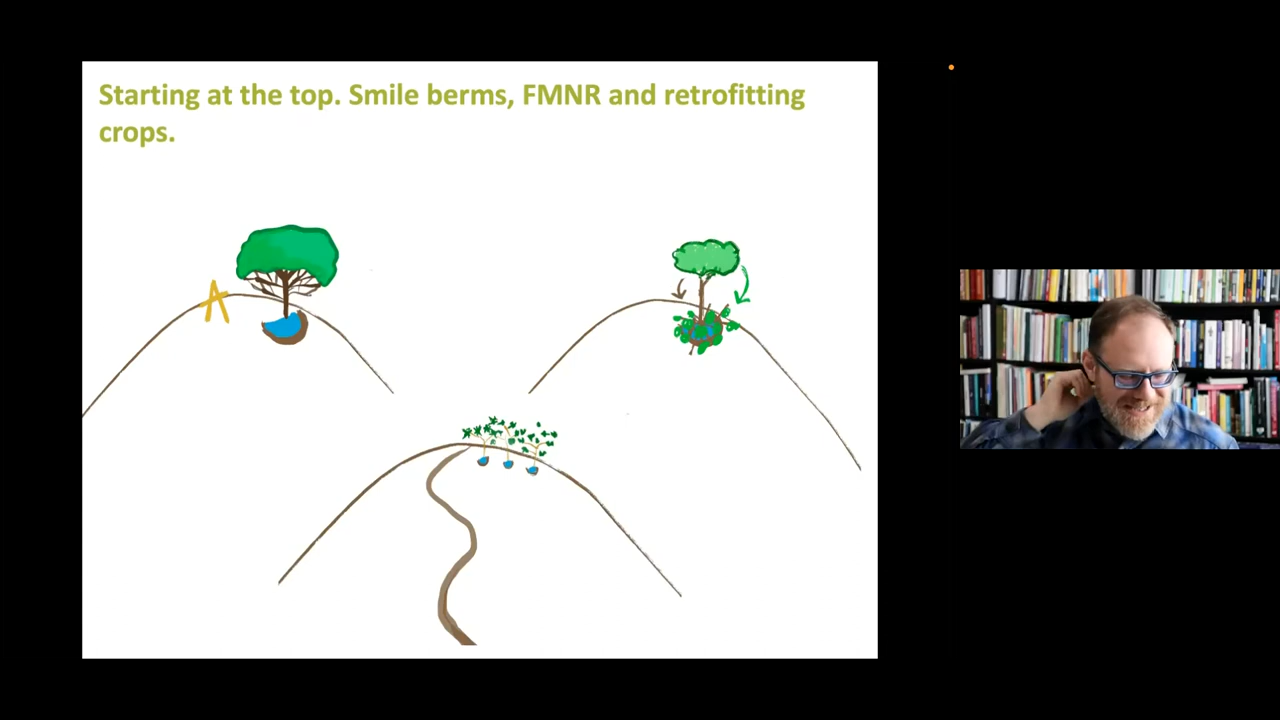 Starting at the top. Smile berms, FMNR and retrofitting
crops.